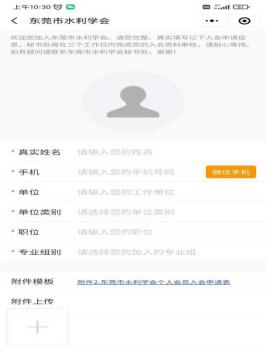 上午10:30
东莞市水利学会
欢迎您加入东莞市水利学会。请您完整、真实填写以下入会申请信
息，秘书处将在三个工作日内完成您的入会资料审核，请耐心等待。
如有疑问请联系东莞市水利学会秘书处，谢谢！
* 真实姓名 请输入您的姓名
* 手机 请输入您的手机号码 微信手机
* 单位 请输入您的工作单位
* 单位类别 请选择您的单位类别
* 职位 请输入您的职位
* 专业组别 请选择您的加入的专业组
附件模板 附件2.东莞市水利学会个人会员入会申请表
附件上传